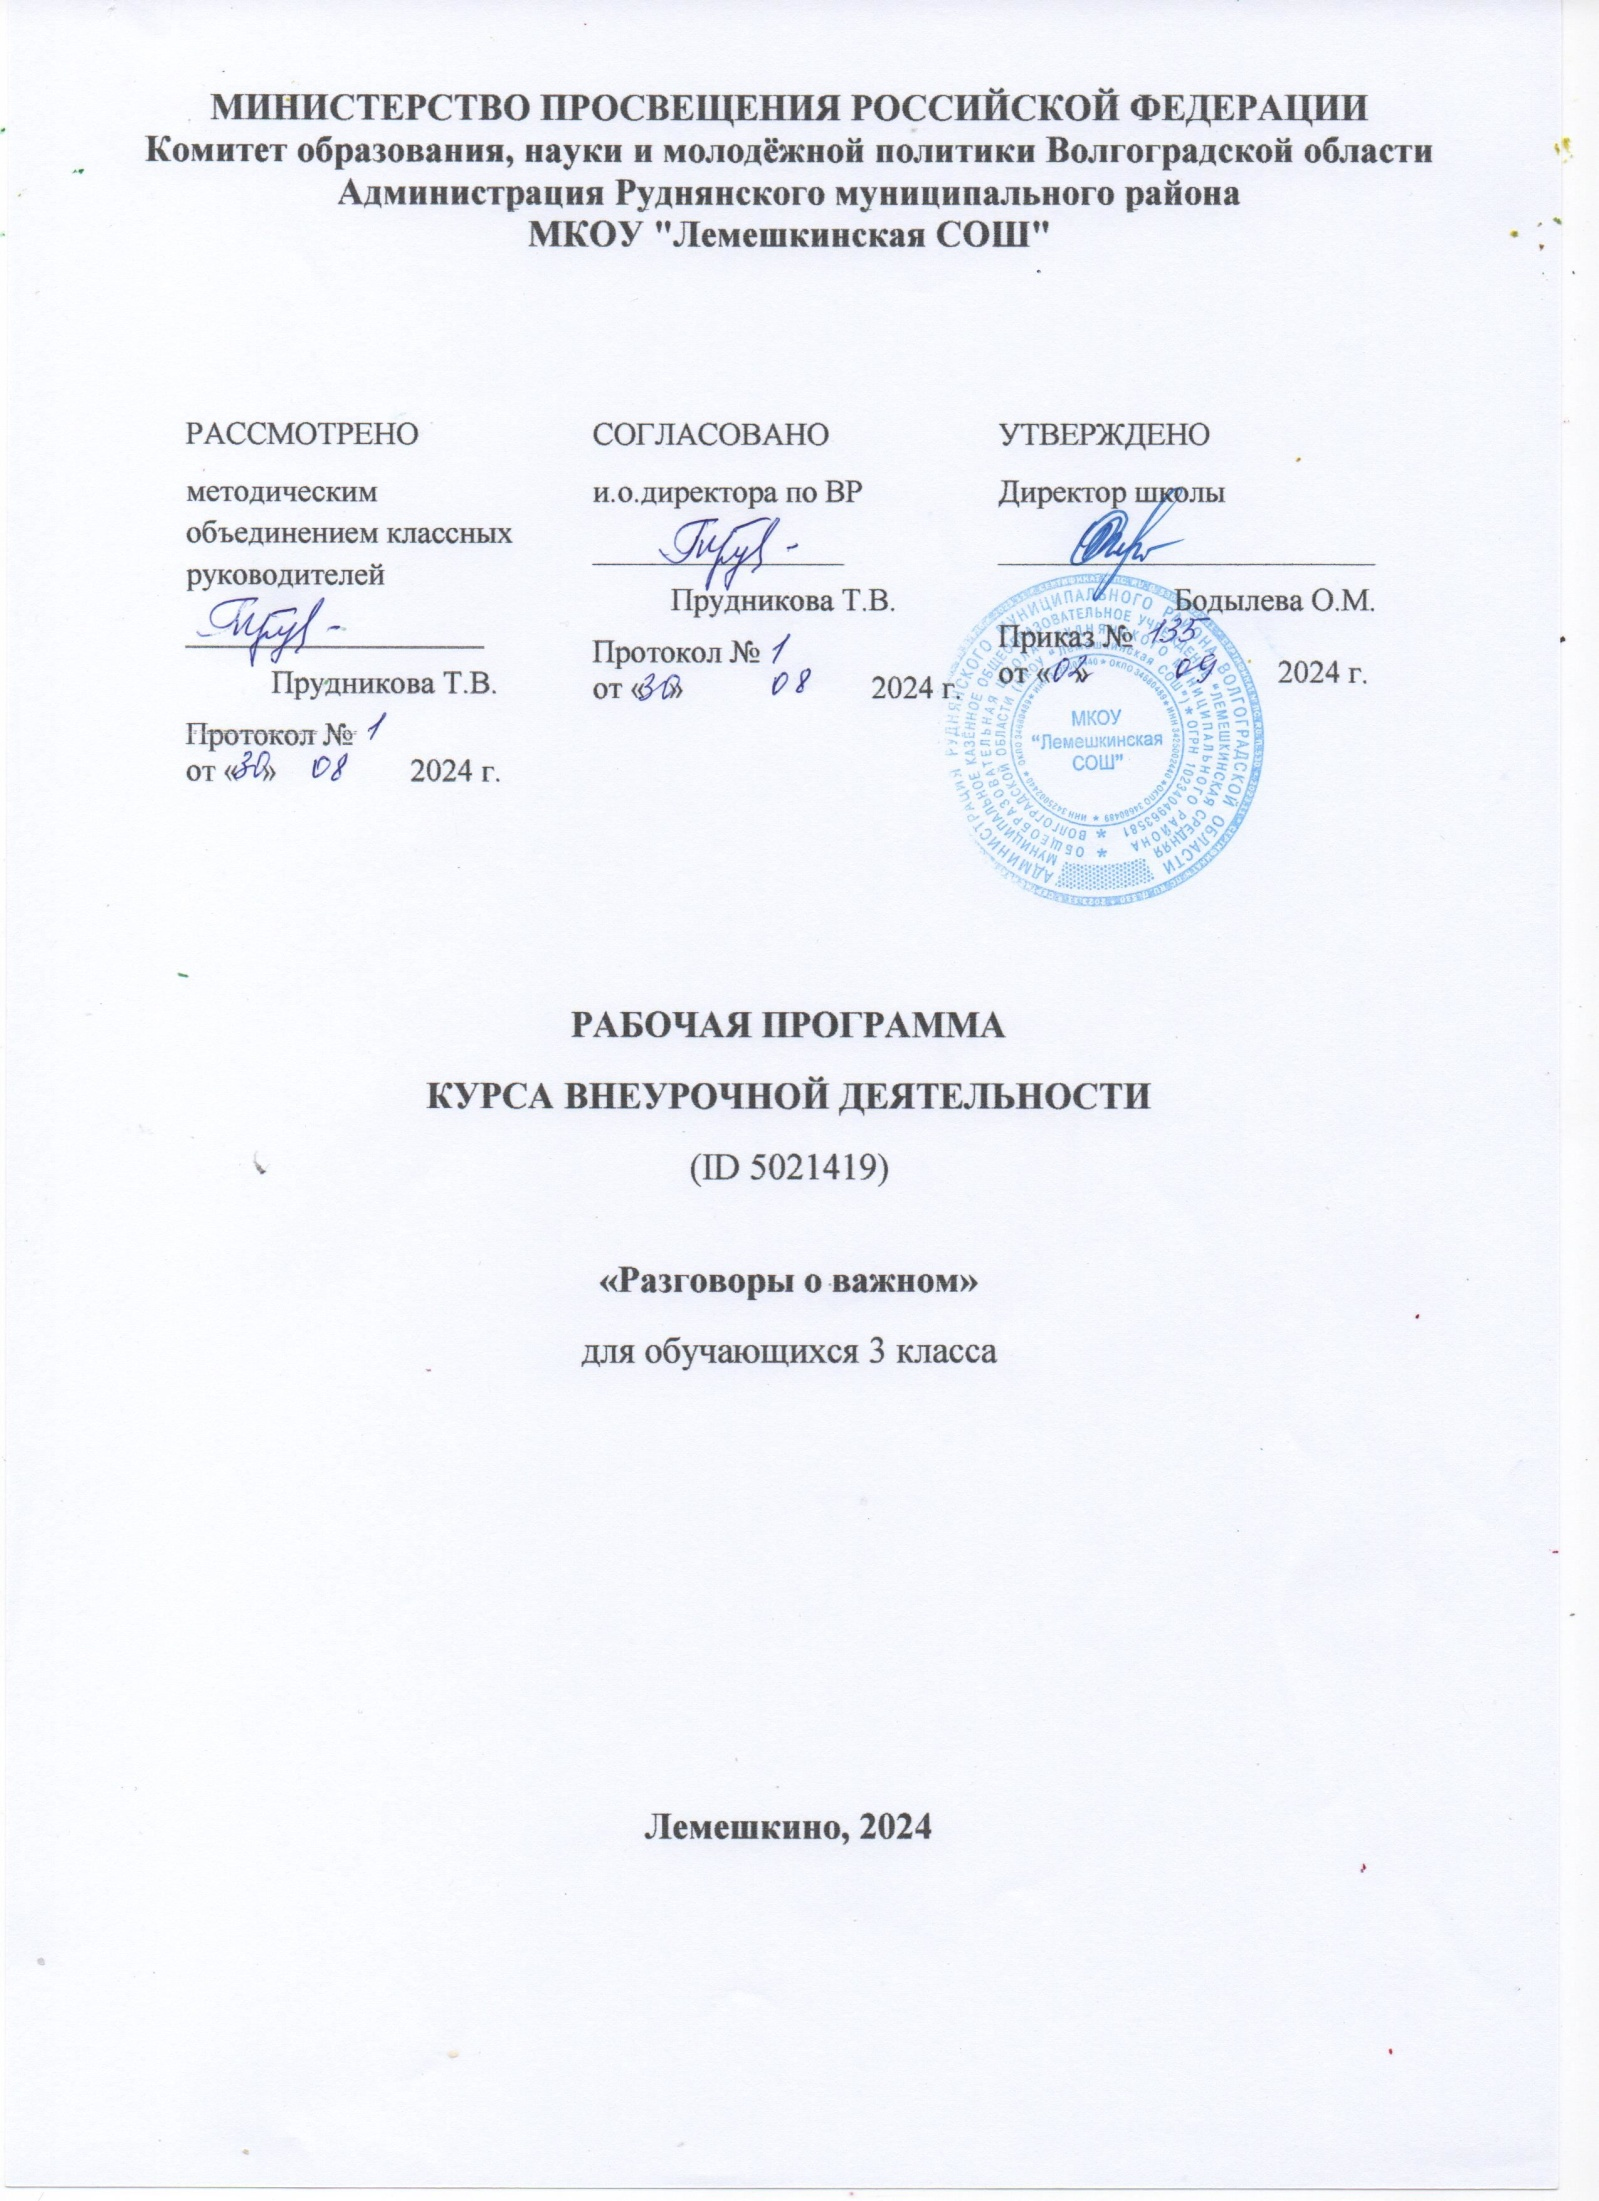 МИНИСТЕРСТВО ПРОСВЕЩЕНИЯ РОССИЙСКОЙ ФЕДЕРАЦИИ
Комитет образования, науки и молодёжной политики Волгоградской области
Администрация Руднянского муниципального района
МКОУ "Лемешкинская СОШ"
РАССМОТРЕНО
методическим
объединением классных
руководителей
Прудникова Т.В.
Протокол № 1
от «30» 08 2024 г.
СОГЛАСОВАНО
и.о.директора по ВР
Прудникова Т.В.
Протокол № 1
от «30» 08 2024 г.
УТВЕРЖДЕНО
Директор школы
Бодылева О.М.
Приказ № 135
от «02» 09 2024 г.
МКОУ
“Лемешкинская
СОШ”
РАБОЧАЯ ПРОГРАММА
КУРСА ВНЕУРОЧНОЙ ДЕЯТЕЛЬНОСТИ
(ID 5021419)
«Разговоры о важном»
для обучающихся 3 класса
Лемешкино, 2024